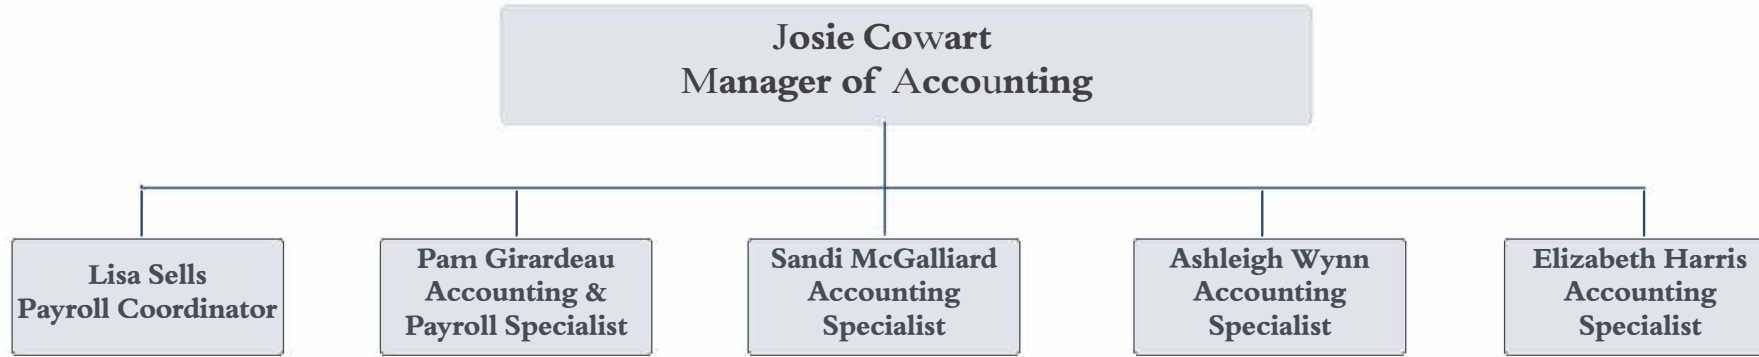 Josie Cowart
Manager of Accounting
Lisa Sells
Payroll Coordinator
Pam Girardeau
Accounting &
Payroll Specialist
Sandi McGalliard
Accounting
Specialist
Ashleigh Wynn
Accounting
Specialist
Elizabeth Harris
Accounting
Specialist